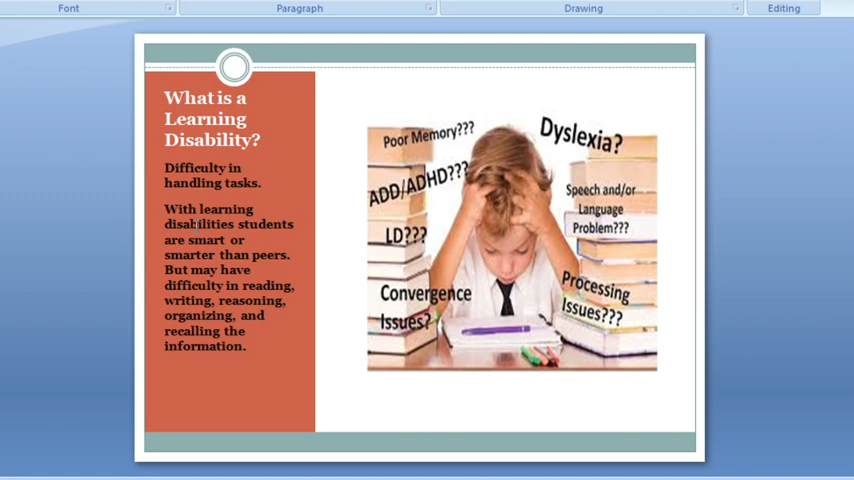 Font
Paragraph
Drawing
Editing
What is a
Learning
Disability?
Difficulty in
handling tasks.
With learning
disabilities students
are smart or
smarter than peers.
But may have
difficulty in reading,
writing, reasoning,
organizing, and
recalling the
information.
Poor Memory???
Dyslexia?
ADD/ADHD???
Speech and/or
Language
Problem???
LD???
Convergence
Issues?
Processing
Issues???